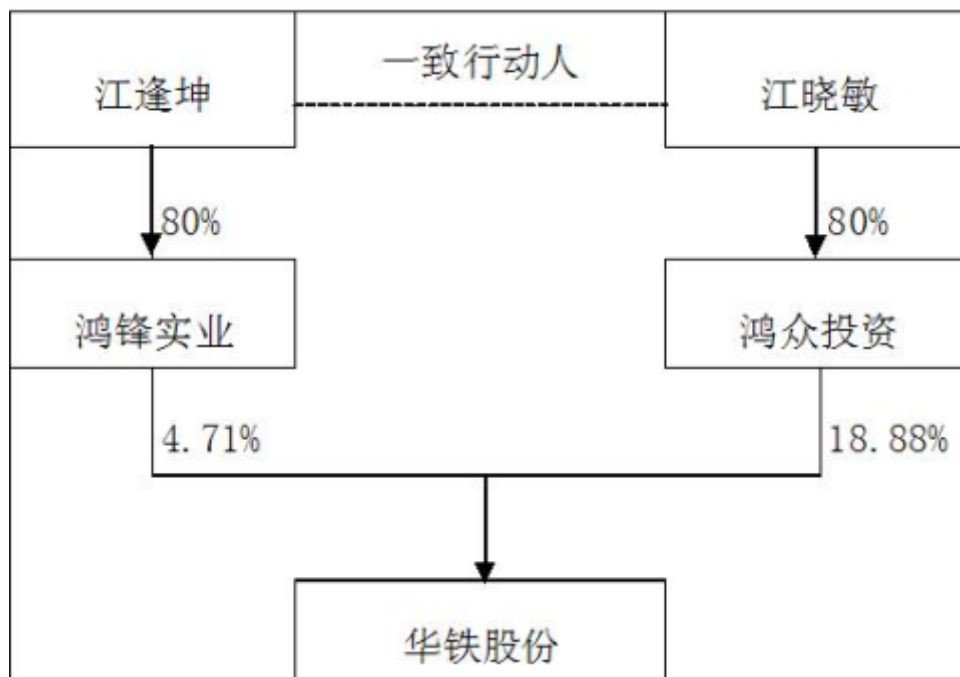 一致行动人
江逢坤
江晓敏
80%
80%
鸿锋实业
鸿众投资
4.71%
18.88%
华铁股份